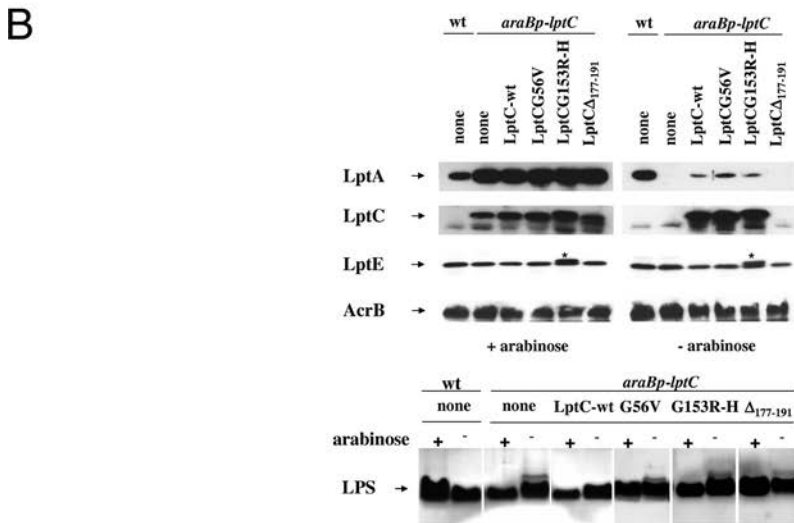 B
wt araBp-lptC wt araBp-lptC
none none LptC-wt LptCG56V LptCG153R-H LptCΔ177-191 none none LptC-wt LptCG56V LptCG153R-H LptCΔ177-191
LptA →
LptC →
LptE → * *
AcrB →
+ arabinose - arabinose
wt araBp-lptC
none none LptC-wt G56V G153R-H Δ177-191
arabinose + - + - + - + - + - + -
LPS →